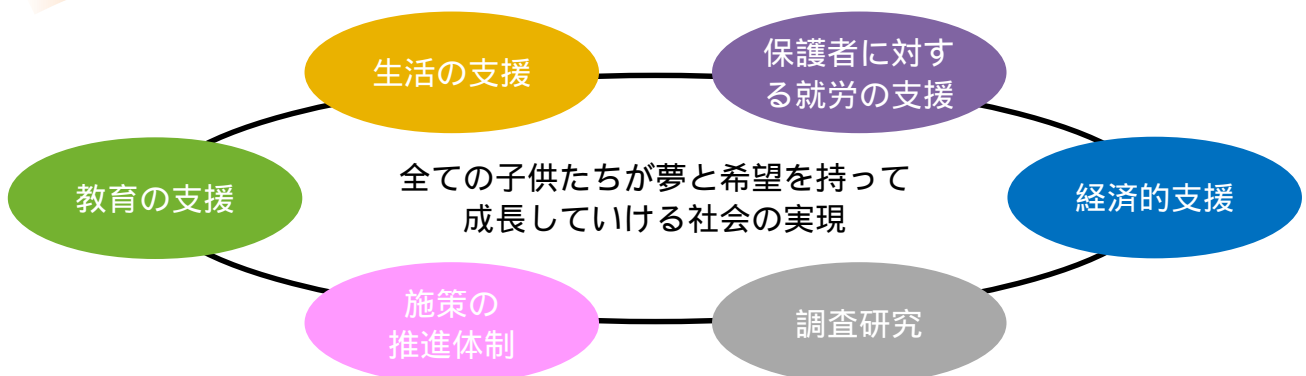 生活の支援
保護者に対す
る就労の支援
教育の支援
全ての子供たちが夢と希望を持って
成長していける社会の実現
経済的支援
施策の
推進体制
調査研究